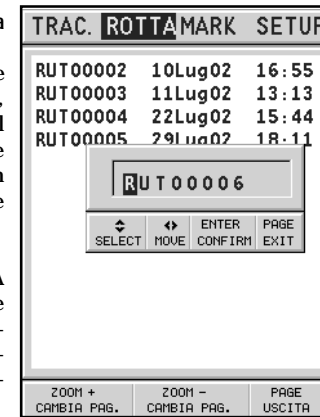 TRAC. ROTTA MARK SETUP
RUT00002 10Lug02 16:55
RUT00003 11Lug02 13:13
RUT00004 22Lug02 15:44
RUT00005 29Lug02 18:11
RUT00006
SELECT MOVE ENTER CONFIRM PAGE EXIT
ZOOM + CAMBIA PAG. ZOOM - CAMBIA PAG. PAGE USCITA